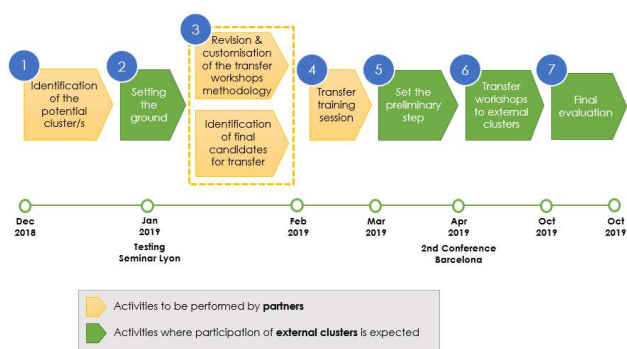 1
Identification
of the
potential
cluster/s
2
Setting
the
ground
3
Revision &
customisation
of the transfer
workshops
methodology
Identification
of final
candidates
for transfer
4
Transfer
training
session
5
Set the
preliminary
step
6
Transfer
workshops
to external
clusters
7
Final
evaluation
Dec
2018
Jan
2019
Testing
Seminar Lyon
Feb
2019
Mar
2019
Apr
2019
2nd Conference
Barcelona
Oct
2019
Oct
2019
Activities to be performed by partners
Activities where participation of external clusters is expected